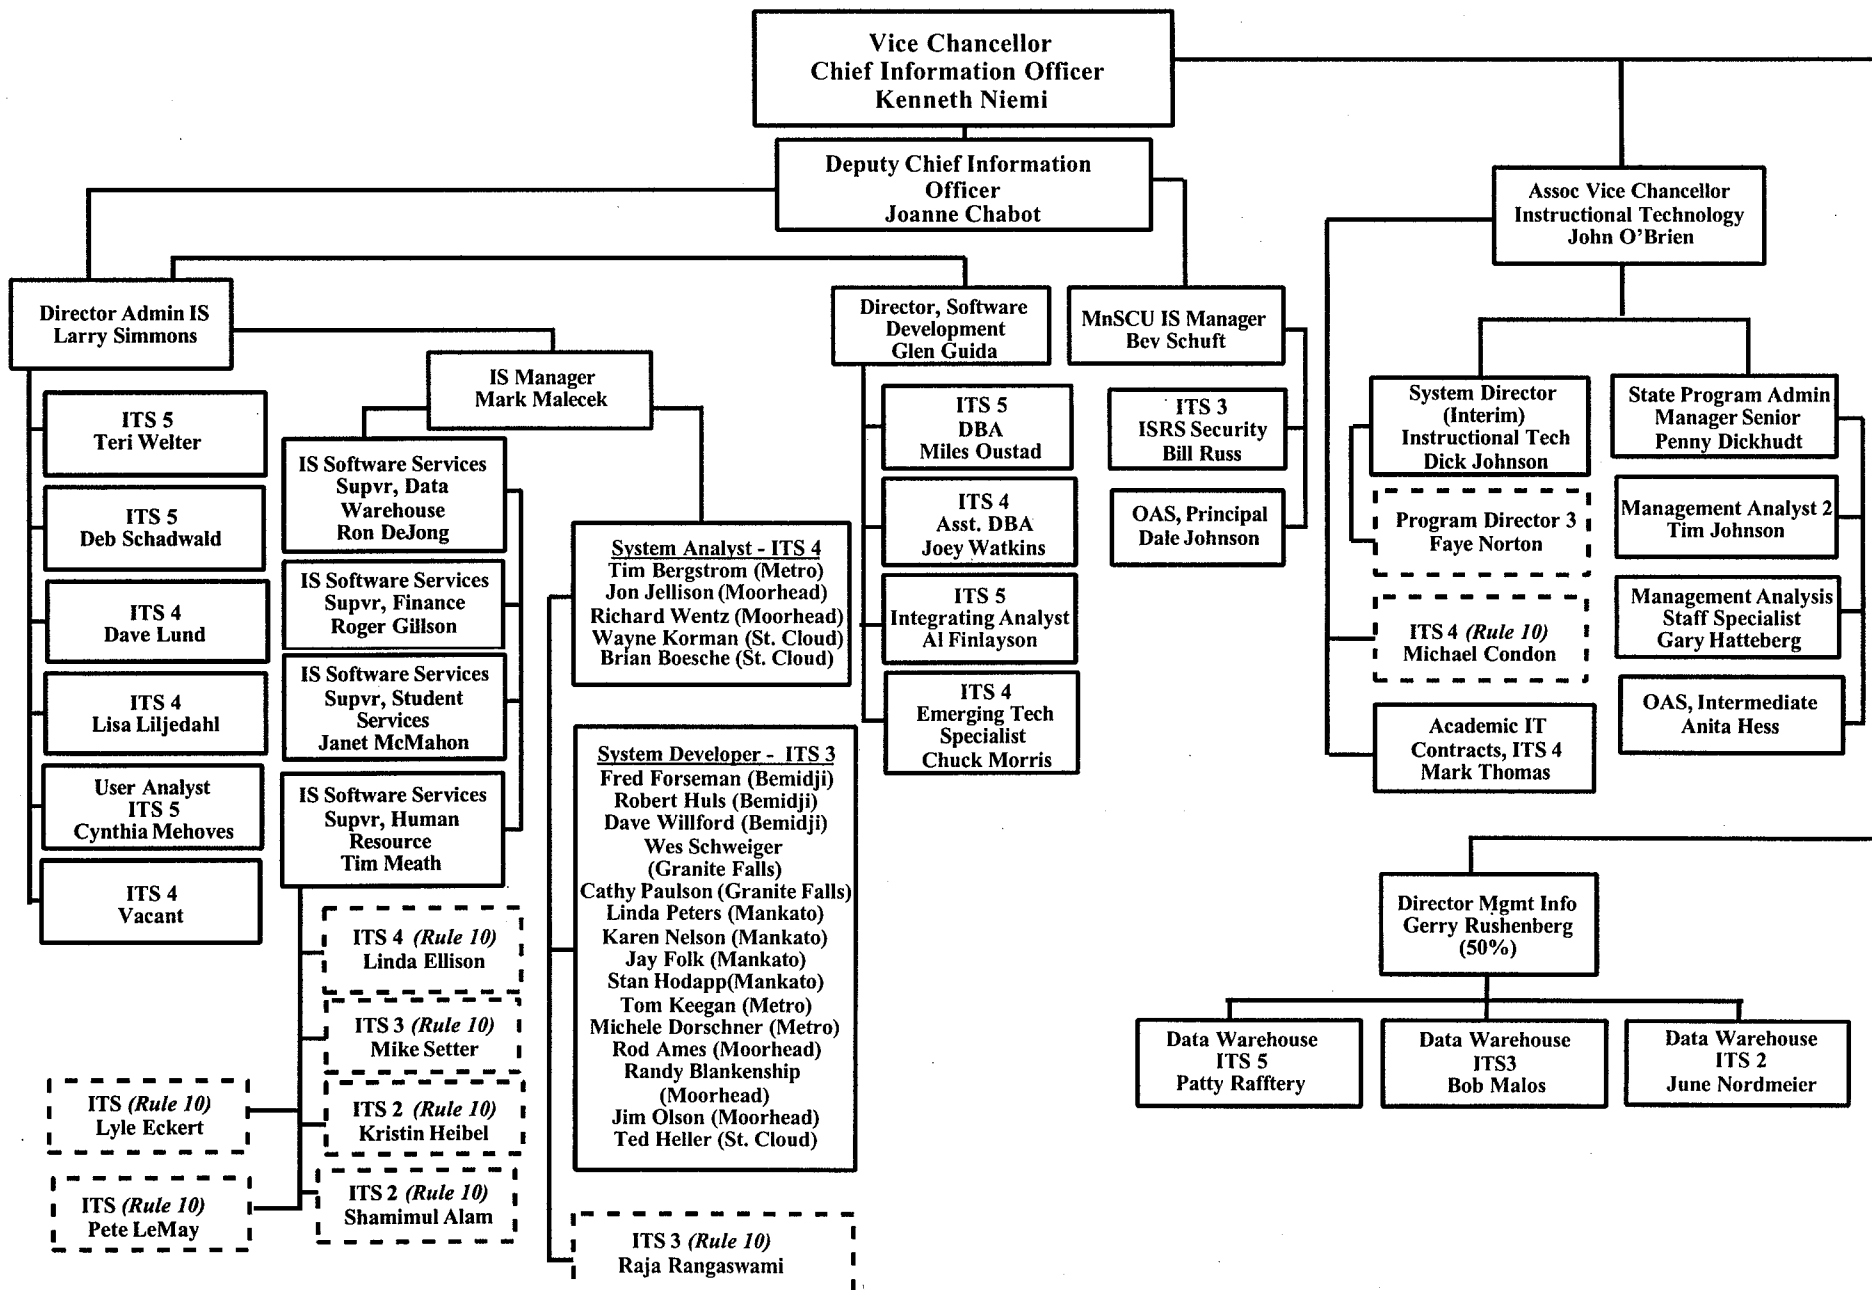 Vice Chancellor
Chief Information Officer
Kenneth Niemi
Deputy Chief Information
Officer
Joanne Chabot
Assoc Vice Chancellor
Instructional Technology
John O'Brien
Director Admin IS
Larry Simmons
ITS 5
Teri Welter
ITS 5
Deb Schadwald
ITS 4
Dave Lund
ITS 4
Lisa Liljedahl
User Analyst
ITS 5
Cynthia Mehoves
ITS 4
Vacant
IS Manager
Mark Malecek
IS Software Services
Supvr, Data
Warehouse
Ron DeJong
IS Software Services
Supvr, Finance
Roger Gillson
IS Software Services
Supvr, Student
Services
Janet McMahon
IS Software Services
Supvr, Human
Resource
Tim Meath
ITS 4 (Rule 10)
Linda Ellison
ITS 3 (Rule 10)
Mike Setter
ITS 2 (Rule 10)
Kristin Heibel
ITS 2 (Rule 10)
Shamimul Alam
ITS (Rule 10)
Lyle Eckert
ITS (Rule 10)
Pete LeMay
System Analyst - ITS 4
Tim Bergstrom (Metro)
Jon Jellison (Moorhead)
Richard Wentz (Moorhead)
Wayne Korman (St. Cloud)
Brian Boesche (St. Cloud)
System Developer - ITS 3
Fred Forseman (Bemidji)
Robert Huls (Bemidji)
Dave Willford (Bemidji)
Wes Schweiger
(Granite Falls)
Cathy Paulson (Granite Falls)
Linda Peters (Mankato)
Karen Nelson (Mankato)
Jay Folk (Mankato)
Stan Hodapp(Mankato)
Tom Keegan (Metro)
Michele Dorschner (Metro)
Rod Ames (Moorhead)
Randy Blankenship
(Moorhead)
Jim Olson (Moorhead)
Ted Heller (St. Cloud)
ITS 3 (Rule 10)
Raja Rangaswami
Director, Software
Development
Glen Guida
ITS 5
DBA
Miles Oustad
ITS 4
Asst. DBA
Joey Watkins
ITS 5
Integrating Analyst
Al Finlayson
ITS 4
Emerging Tech
Specialist
Chuck Morris
MnSCU IS Manager
Bev Schuft
ITS 3
ISRS Security
Bill Russ
OAS, Principal
Dale Johnson
System Director
(Interim)
Instructional Tech
Dick Johnson
Program Director 3
Faye Norton
ITS 4 (Rule 10)
Michael Condon
Academic IT
Contracts, ITS 4
Mark Thomas
State Program Admin
Manager Senior
Penny Dickhudt
Management Analyst 2
Tim Johnson
Management Analysis
Staff Specialist
Gary Hatteberg
OAS, Intermediate
Anita Hess
Director Mgmt Info
Gerry Rushenberg
(50%)
Data Warehouse
ITS 5
Patty Rafftery
Data Warehouse
ITS3
Bob Malos
Data Warehouse
ITS 2
June Nordmeier